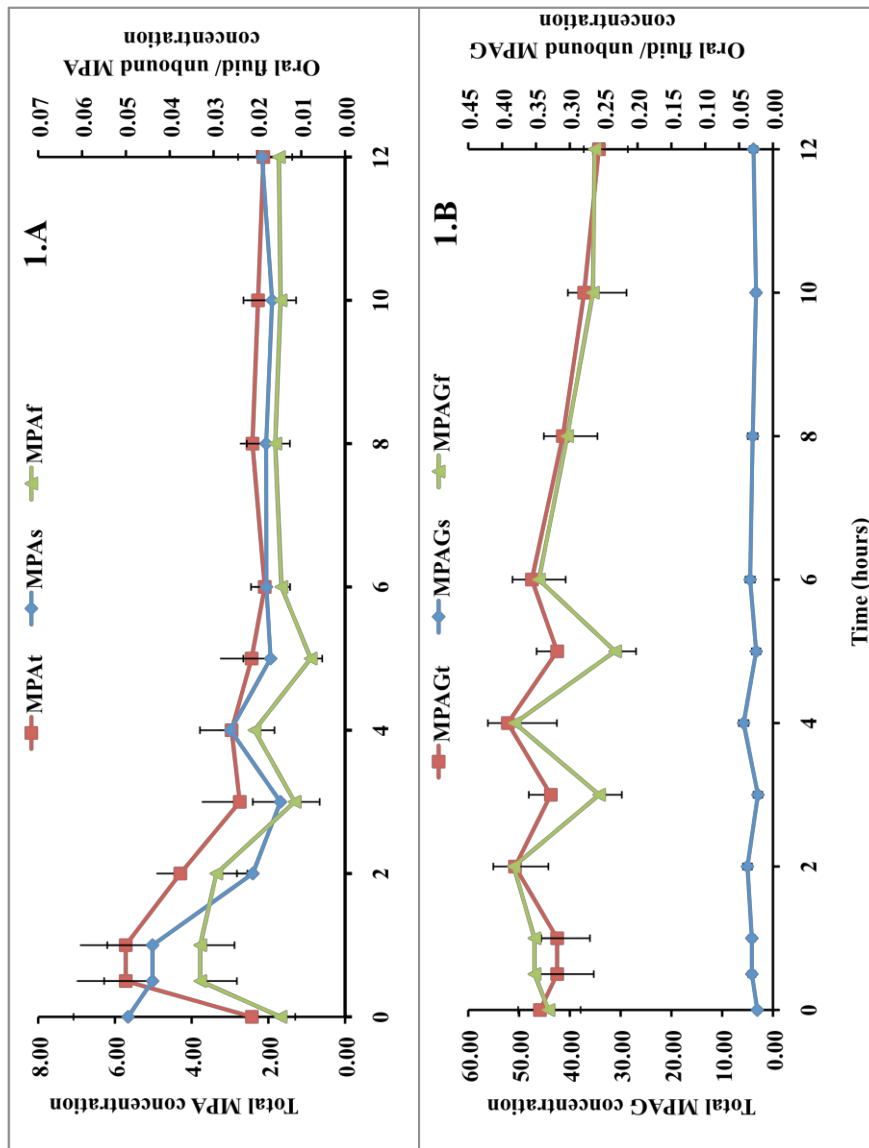 1.A
MPAt MPAs MPAf
Total MPA concentration
8.00
6.00
4.00
2.00
0.00
Oral fluid/ unbound MPA
concentration
0.07
0.06
0.05
0.04
0.03
0.02
0.01
0.00
0 2 4 6 8 10 12
1.B
MPAGt MPAGs MPAGf
Total MPAG concentration
60.00
50.00
40.00
30.00
20.00
10.00
0.00
Oral fluid/ unbound
MPAG
concentration
0.45
0.40
0.35
0.30
0.25
0.20
0.15
0.10
0.05
0.00
0 2 4 6 8 10 12
Time (hours)